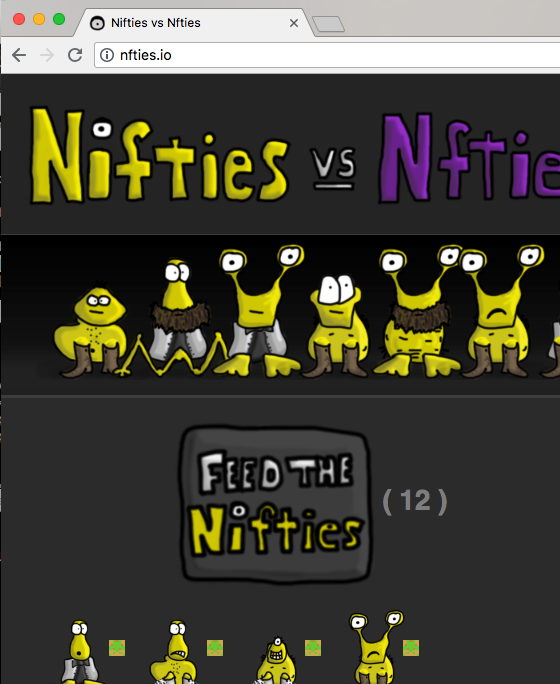 Nifties vs Nfties
nfties.io
Nifties vs Nftie
FEED THE
Nifties
( 12 )